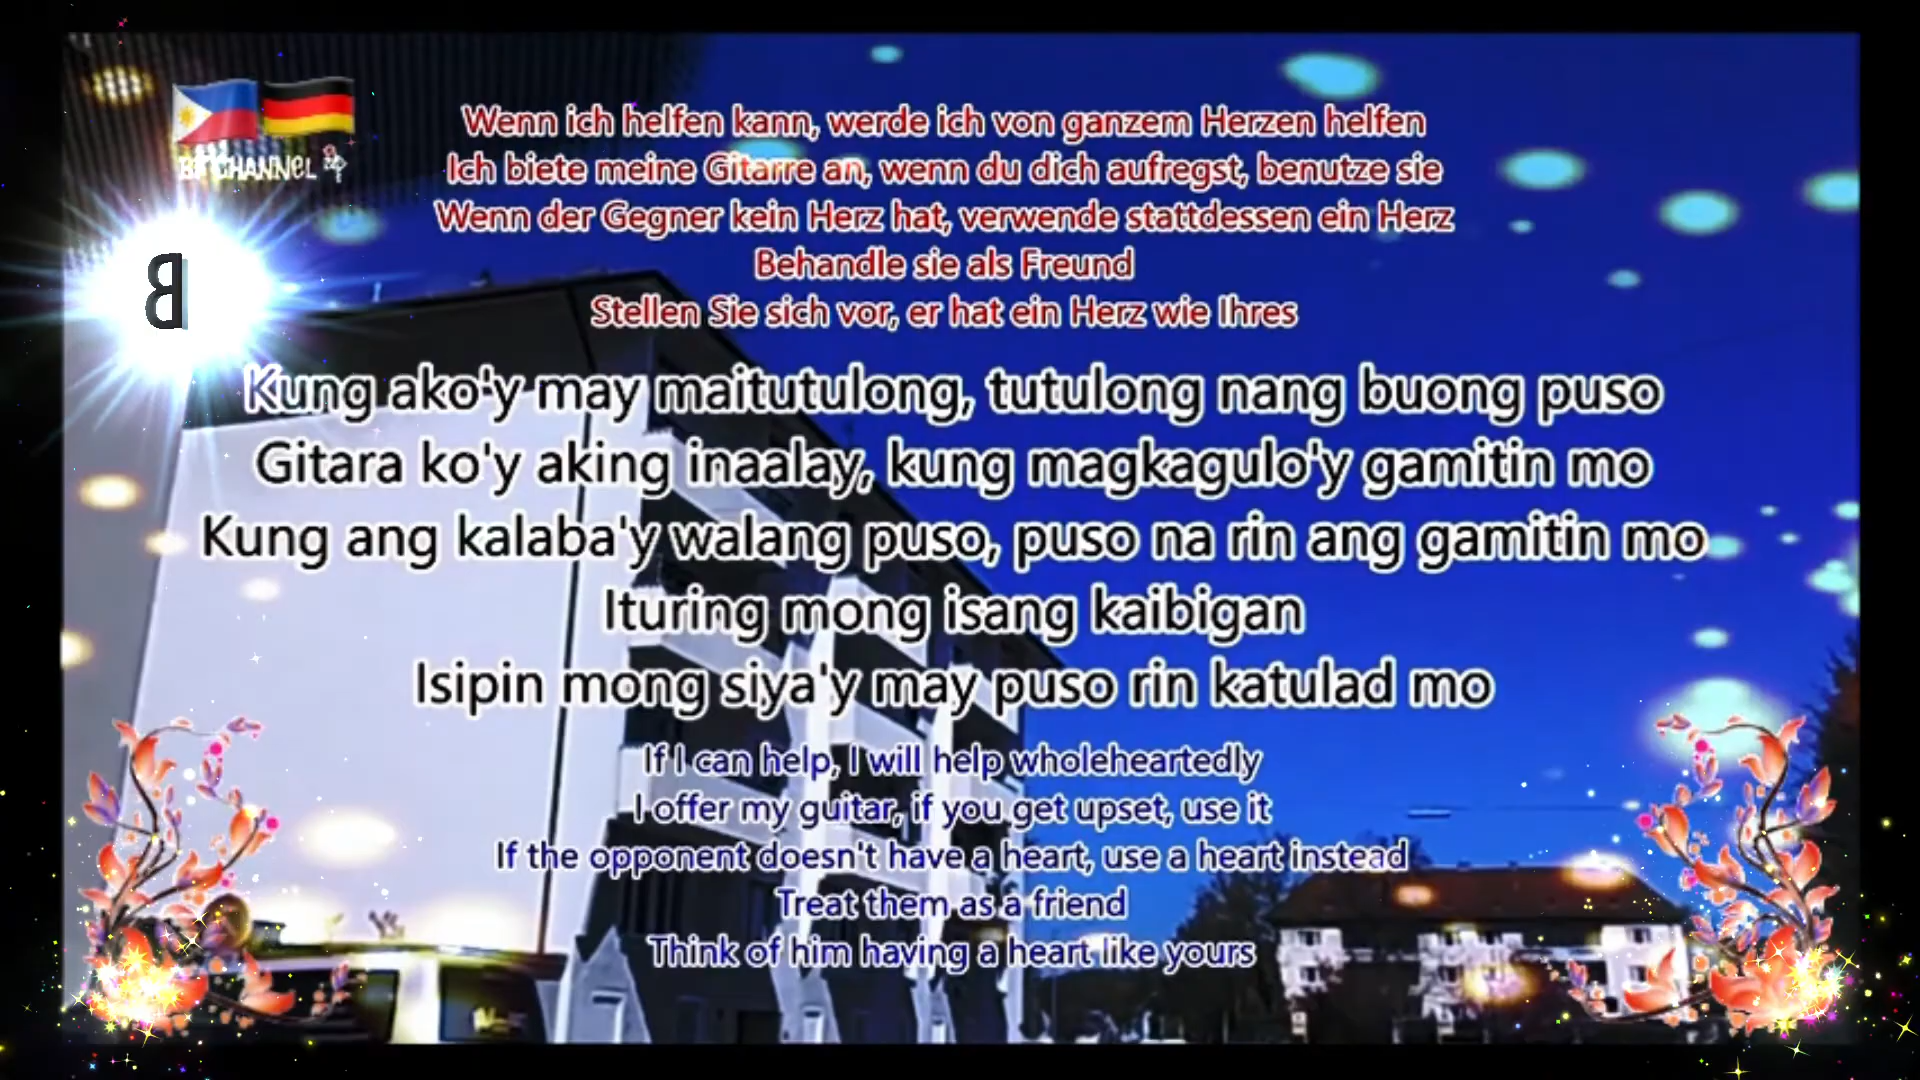 CHANNEL
B
Wenn ich helfen kann, werde ich von ganzem Herzen helfen
Ich biete meine Gitarre an, wenn du dich aufregst, benutze sie
Wenn der Gegner kein Herz hat, verwende stattdessen ein Herz
Behandle sie als Freund
Stellen Sie sich vor, er hat ein Herz wie Ihres
Kung ako'y may maitutulong, tutulong nang buong puso
Gitara ko'y aking inaalay, kung magkagulo'y gamitin mo
Kung ang kalaba'y walang puso, puso na rin ang gamitin mo
Ituring mong isang kaibigan
Isipin mong siya'y may puso rin katulad mo
If I can help, I will help wholeheartedly
I offer my guitar, if you get upset, use it
If the opponent doesn't have a heart, use a heart instead
Treat them as a friend
Think of him having a heart like yours